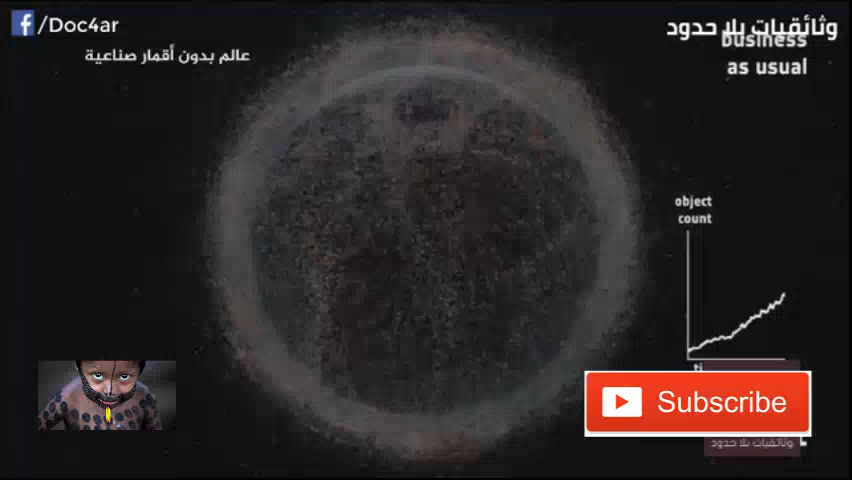 /Doc4ar
وثائقيات بلا حدود
عالم بدون أقمار صناعية
business
as usual
object
count
Subscribe
وثائقيات بلا حدود